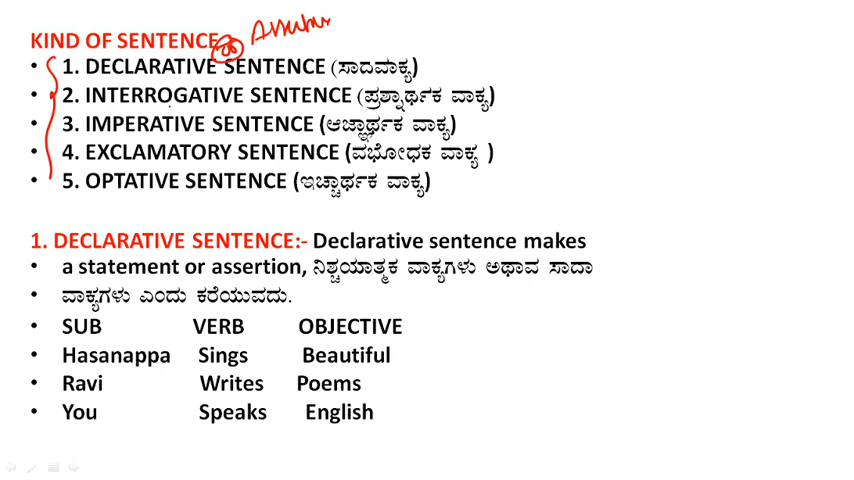 KIND OF SENTENCE
1. DECLARATIVE SENTENCE (ಸಾದವಾಕ್ಯ)
2. INTERROGATIVE SENTENCE (ಪ್ರಶ್ನಾರ್ಥಕ ವಾಕ್ಯ)
3. IMPERATIVE SENTENCE (ಆಜ್ಞಾರ್ಥಕ ವಾಕ್ಯ)
4. EXCLAMATORY SENTENCE (ವಭೋಧಕ ವಾಕ್ಯ )
5. OPTATIVE SENTENCE (ಇಚ್ಚಾರ್ಥಕ ವಾಕ್ಯ)
1. DECLARATIVE SENTENCE:- Declarative sentence makes
a statement or assertion, ನಿಶ್ಚಯಾತ್ಮಕ ವಾಕ್ಯಗಳು ಅಥಾವ ಸಾದಾ
ವಾಕ್ಯಗಳು ಎಂದು ಕರೆಯುವದು.
SUB VERB OBJECTIVE
Hasanappa Sings Beautiful
Ravi Writes Poems
You Speaks English